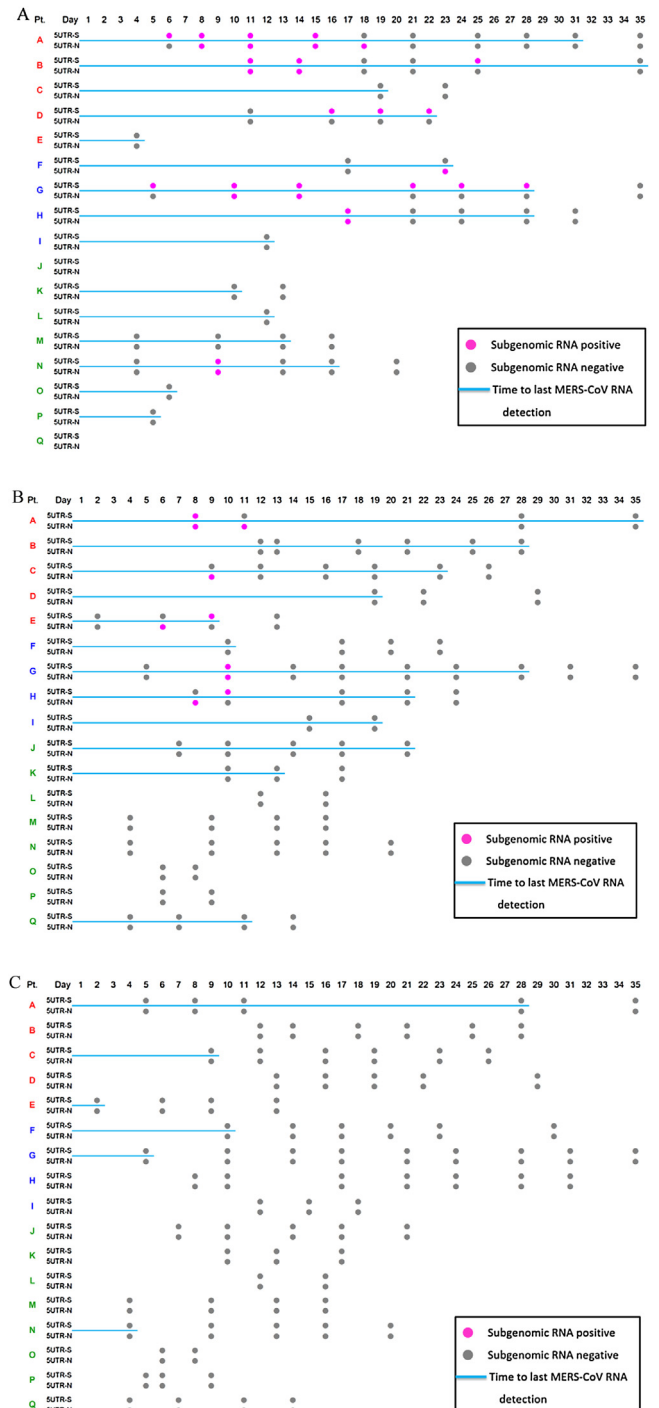 A
Pt. Day 1 2 3 4 5 6 7 8 9 10 11 12 13 14 15 16 17 18 19 20 21 22 23 24 25 26 27 28 29 30 31 32 33 34 35
A 5UTR-S
5UTR-N
B 5UTR-S
5UTR-N
C 5UTR-S
5UTR-N
D 5UTR-S
5UTR-N
E 5UTR-S
5UTR-N
F 5UTR-S
5UTR-N
G 5UTR-S
5UTR-N
H 5UTR-S
5UTR-N
I 5UTR-S
5UTR-N
J 5UTR-S
5UTR-N
K 5UTR-S
5UTR-N
L 5UTR-S
5UTR-N
M 5UTR-S
5UTR-N
N 5UTR-S
5UTR-N
O 5UTR-S
5UTR-N
P 5UTR-S
5UTR-N
Q 5UTR-S
5UTR-N
Subgenomic RNA positive
Subgenomic RNA negative
Time to last MERS-CoV RNA
detection
B
Pt. Day 1 2 3 4 5 6 7 8 9 10 11 12 13 14 15 16 17 18 19 20 21 22 23 24 25 26 27 28 29 30 31 32 33 34 35
A 5UTR-S
5UTR-N
B 5UTR-S
5UTR-N
C 5UTR-S
5UTR-N
D 5UTR-S
5UTR-N
E 5UTR-S
5UTR-N
F 5UTR-S
5UTR-N
G 5UTR-S
5UTR-N
H 5UTR-S
5UTR-N
I 5UTR-S
5UTR-N
J 5UTR-S
5UTR-N
K 5UTR-S
5UTR-N
L 5UTR-S
5UTR-N
M 5UTR-S
5UTR-N
N 5UTR-S
5UTR-N
O 5UTR-S
5UTR-N
P 5UTR-S
5UTR-N
Q 5UTR-S
5UTR-N
Subgenomic RNA positive
Subgenomic RNA negative
Time to last MERS-CoV RNA
detection
C
Pt. Day 1 2 3 4 5 6 7 8 9 10 11 12 13 14 15 16 17 18 19 20 21 22 23 24 25 26 27 28 29 30 31 32 33 34 35
A 5UTR-S
5UTR-N
B 5UTR-S
5UTR-N
C 5UTR-S
5UTR-N
D 5UTR-S
5UTR-N
E 5UTR-S
5UTR-N
F 5UTR-S
5UTR-N
G 5UTR-S
5UTR-N
H 5UTR-S
5UTR-N
I 5UTR-S
5UTR-N
J 5UTR-S
5UTR-N
K 5UTR-S
5UTR-N
L 5UTR-S
5UTR-N
M 5UTR-S
5UTR-N
N 5UTR-S
5UTR-N
O 5UTR-S
5UTR-N
P 5UTR-S
5UTR-N
Q 5UTR-S
Subgenomic RNA positive
Subgenomic RNA negative
Time to last MERS-CoV RNA
detection